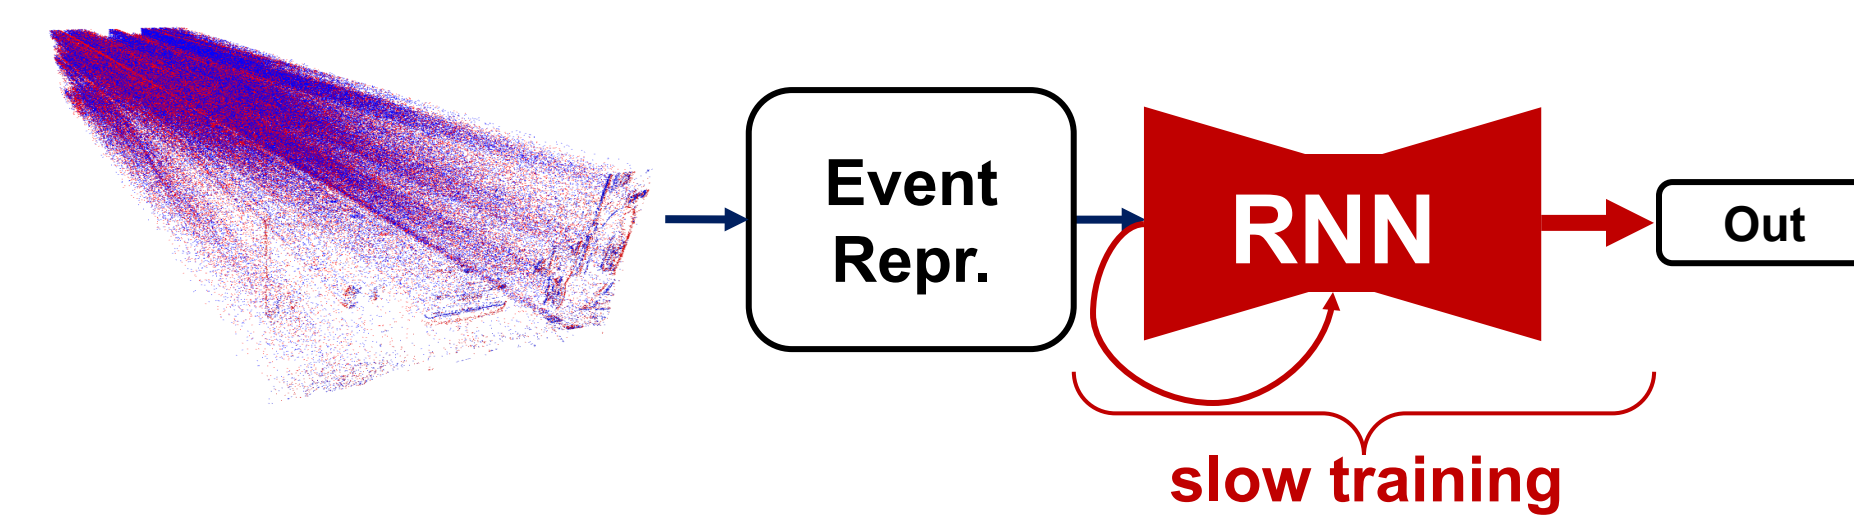 Event
Repr.
RNN
Out
slow training